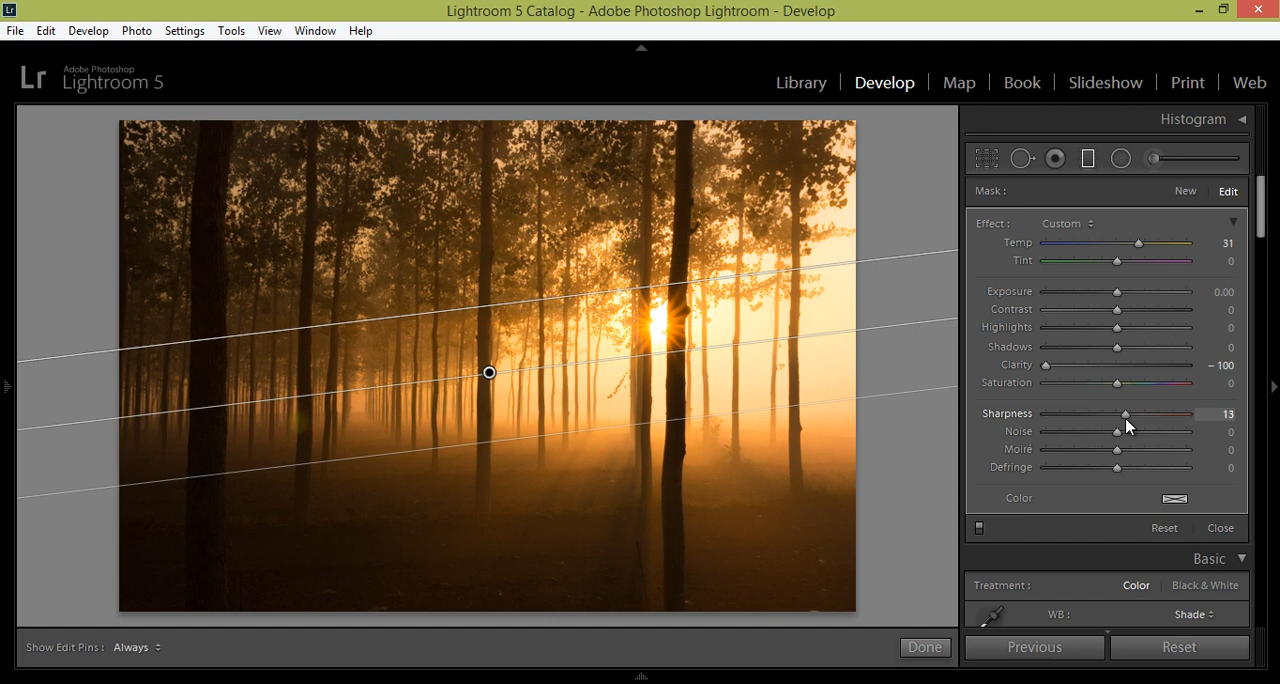 Lr
Lightroom 5 Catalog - Adobe Photoshop Lightroom - Develop
File Edit Develop Photo Settings Tools View Window Help
Lr Adobe Photoshop
Lightroom 5
Library | Develop | Map | Book | Slideshow | Print | Web
Histogram
Mask : New Edit
Effect : Custom
Temp 31
Tint 0
Exposure 0.00
Contrast 0
Highlights 0
Shadows 0
Clarity – 100
Saturation 0
Sharpness 13
Noise 0
Moiré 0
Defringe 0
Color
Reset Close
Basic
Treatment : Color | Black & White
WB : Shade
Show Edit Pins : Always Done
Previous Reset